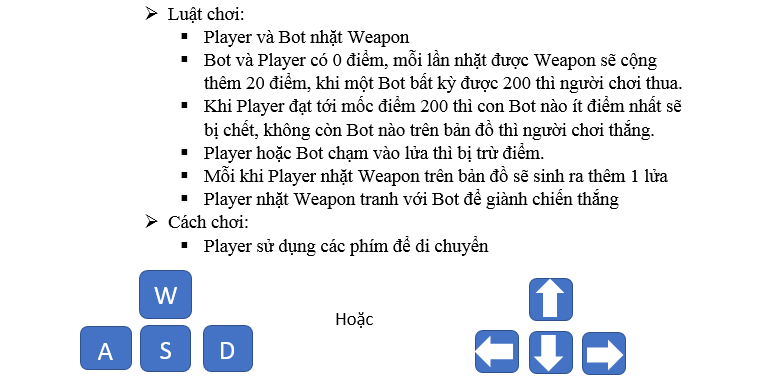 ➢ Luật chơi:
▪ Player và Bot nhặt Weapon
▪ Bot và Player có 0 điểm, mỗi lần nhặt được Weapon sẽ cộng
thêm 20 điểm, khi một Bot bất kỳ được 200 thì người chơi thua.
▪ Khi Player đạt tới mốc điểm 200 thì con Bot nào ít điểm nhất sẽ
bị chết, không còn Bot nào trên bản đồ thì người chơi thắng.
▪ Player hoặc Bot chạm vào lửa thì bị trừ điểm.
▪ Mỗi khi Player nhặt Weapon trên bản đồ sẽ sinh ra thêm 1 lửa
▪ Player nhặt Weapon tranh với Bot để giành chiến thắng
➢ Cách chơi:
▪ Player sử dụng các phím để di chuyển
W
Hoặc
A S D